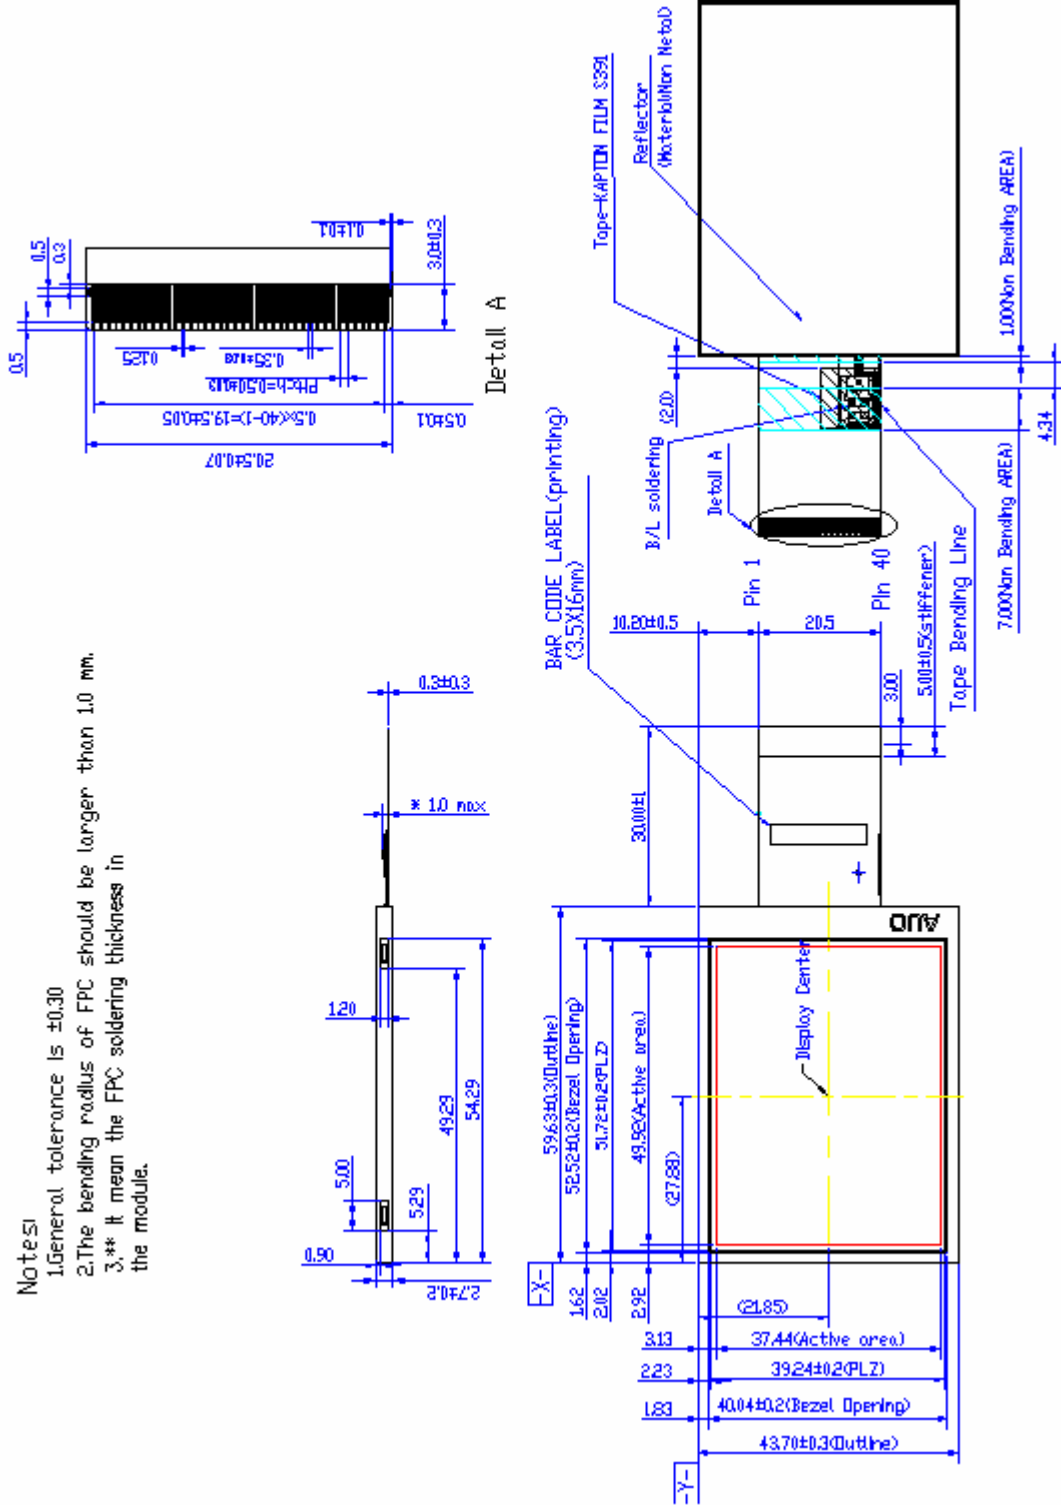 Notes:
1.General tolerance is ±0.30
2.The bending radius of FPC should be larger than 1.0 mm.
3.** it mean the FPC soldering thickness in
the module.
0.5
0.5
0.3
0.1±0.1
3.0±0.3
0.125
0.35±0.03
Pitch=0.50±0.03
0.5x(40-1)=19.5±0.05
0.5±0.1
20.5±0.07
Detail A
0.3±0.3
* 1.0 max
1.20
49.29
54.29
5.00
5.29
0.90
2.7±0.2
Tape-KAPTON FILM S391
Reflector
(Material:Non Metal)
1.00(Non Bending AREA)
(2.0)
B/L soldering
Detail A
4.34
7.00(Non Bending AREA)
Tape Bending Line
Pin 1
Pin 40
BAR CODE LABEL(printing)
(3.5X16mm)
10.20±0.5
20.5
3.00
5.00±0.5(stiffener)
30.00±1
59.63±0.3(Outline)
52.52±0.2(Bezel Opening)
51.72±0.2(PLZ)
49.92(Active area)
(27.88)
Display Center
AUO
-X-
1.62
2.02
2.92
(21.85)
3.13
37.44(Active area)
2.23
39.24±0.2(PLZ)
1.83
40.04±0.2(Bezel Opening)
43.70±0.3(Outline)
-Y-